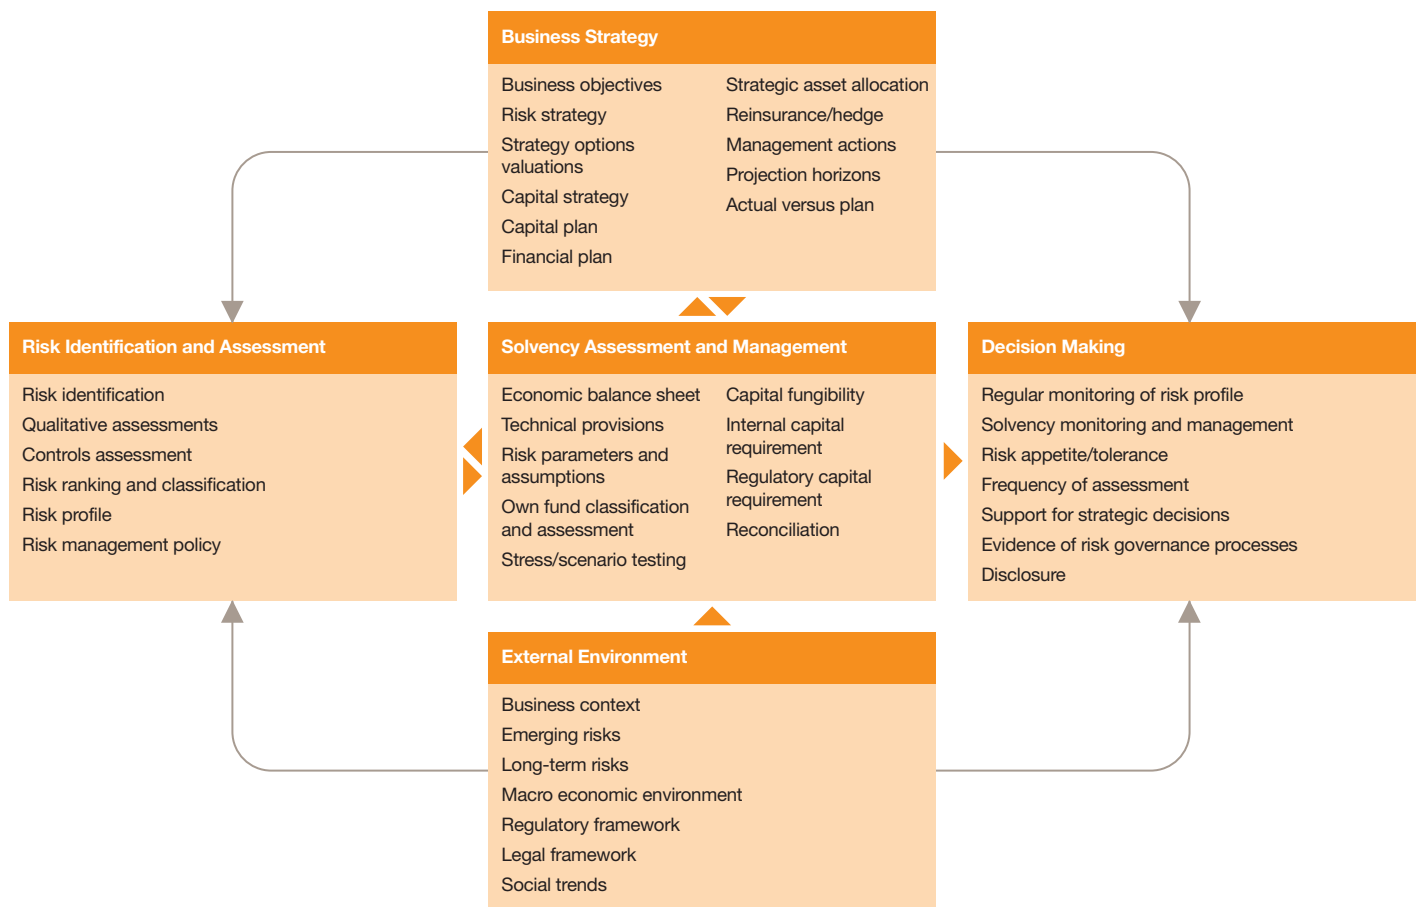 Business Strategy
Business objectives
Risk strategy
Strategy options
valuations
Capital strategy
Capital plan
Financial plan
Strategic asset allocation
Reinsurance/hedge
Management actions
Projection horizons
Actual versus plan
Risk Identification and Assessment
Risk identification
Qualitative assessments
Controls assessment
Risk ranking and classification
Risk profile
Risk management policy
Solvency Assessment and Management
Economic balance sheet
Technical provisions
Risk parameters and
assumptions
Own fund classification
and assessment
Stress/scenario testing
Capital fungibility
Internal capital
requirement
Regulatory capital
requirement
Reconciliation
Decision Making
Regular monitoring of risk profile
Solvency monitoring and management
Risk appetite/tolerance
Frequency of assessment
Support for strategic decisions
Evidence of risk governance processes
Disclosure
External Environment
Business context
Emerging risks
Long-term risks
Macro economic environment
Regulatory framework
Legal framework
Social trends